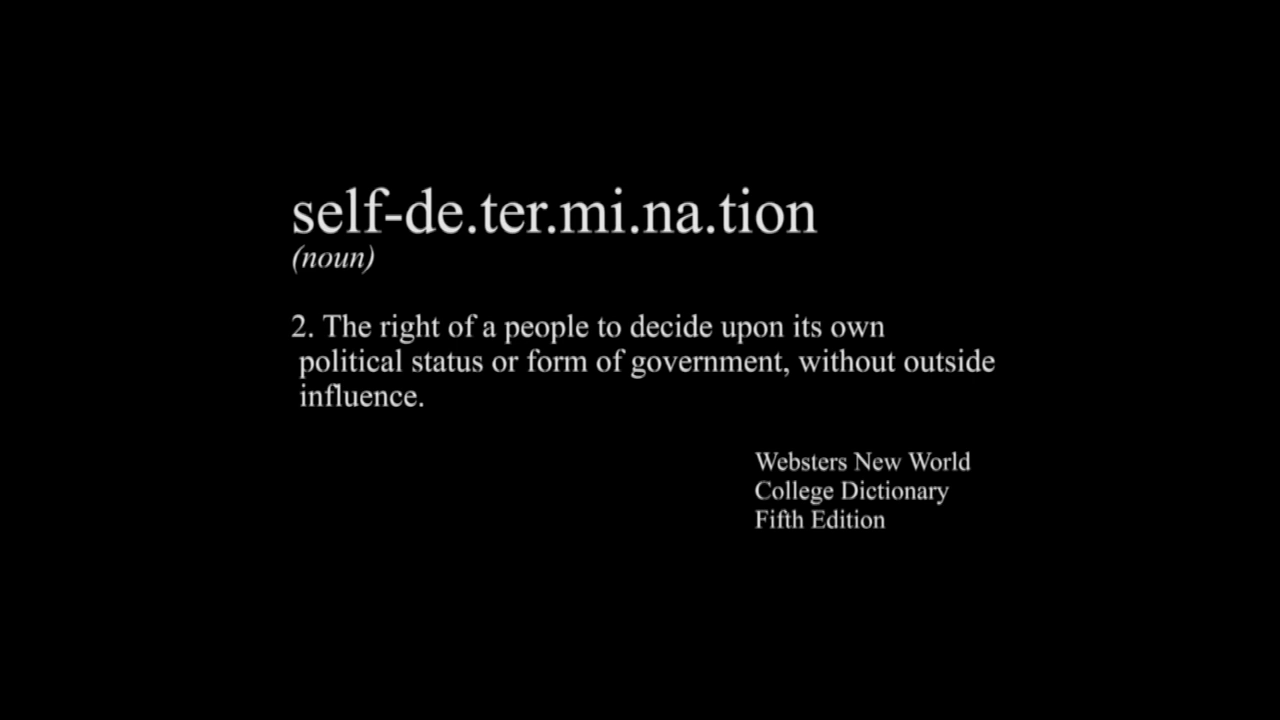 self-de.ter.mi.na.tion
(noun)
2. The right of a people to decide upon its own
political status or form of government, without outside
influence.
Websters New World
College Dictionary
Fifth Edition